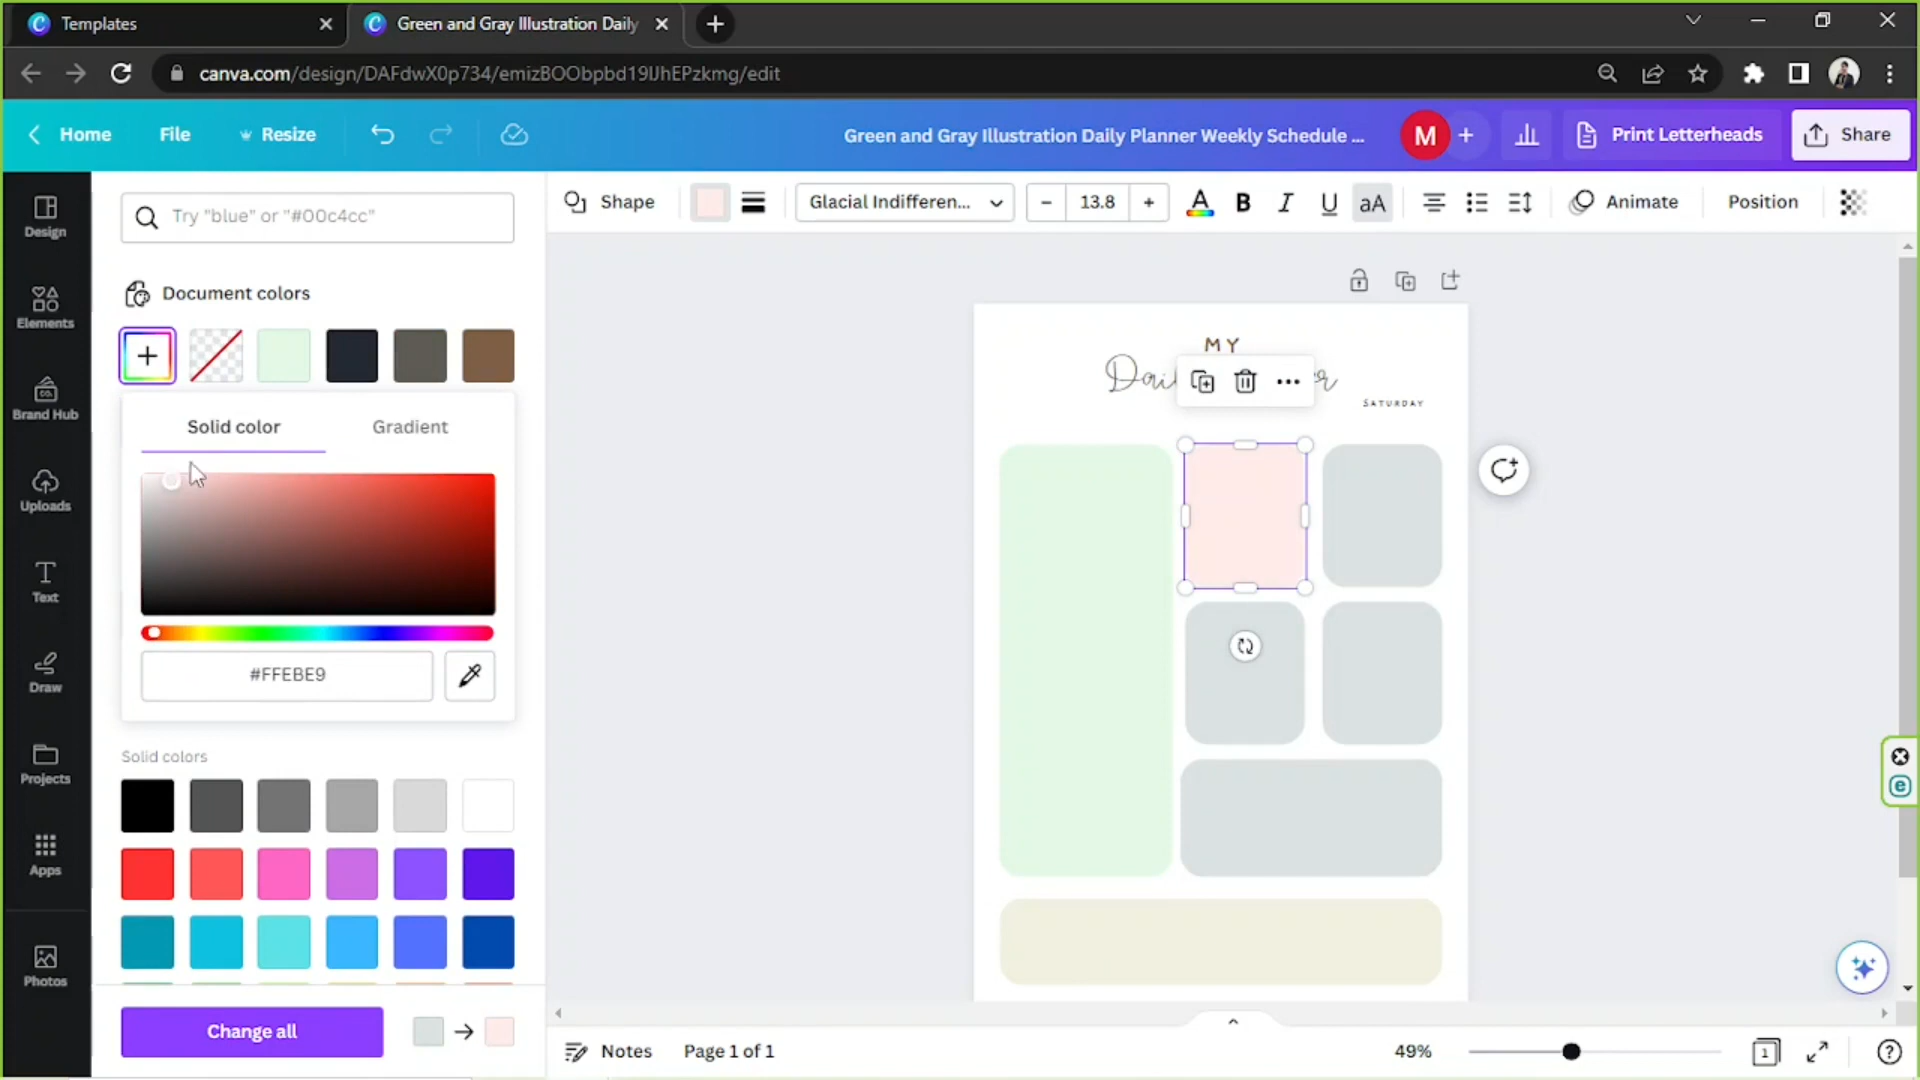 Templates
Green and Gray Illustration Daily
canva.com/design/DAFdwX0p734/emizBOObpbd19lJhEPzkmg/edit
Home
File
Resize
Green and Gray Illustration Daily Planner Weekly Schedule ...
M
Print Letterheads
Share
Design
Elements
Brand Hub
Uploads
Text
Draw
Projects
Apps
Photos
Try "blue" or "#00c4cc"
Shape
Glacial Indifferen...
13.8
A
B
I
U
aA
Animate
Position
Document colors
Solid color
Gradient
#FFEBE9
Solid colors
Change all
MY
SATURDAY
Notes
Page 1 of 1
49%
1